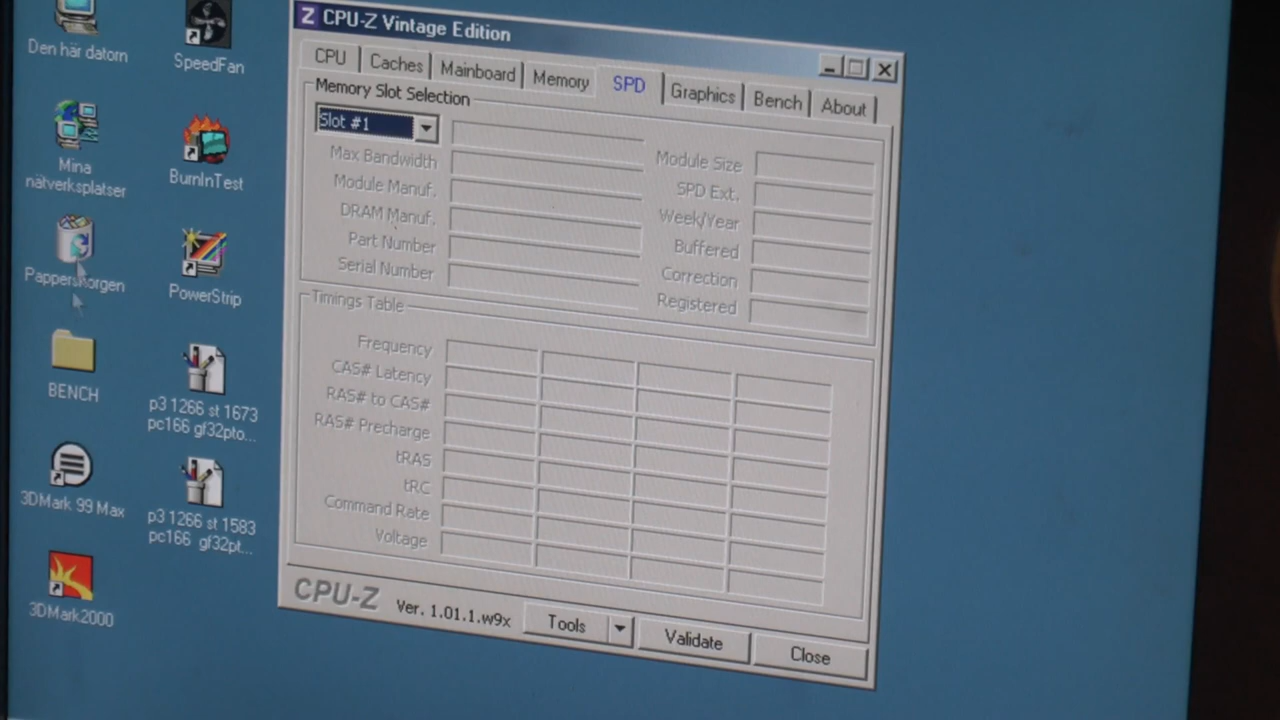 Den här datorn
SpeedFan
Mina
nätverksplatser
BurnInTest
Papperskorgen
PowerStrip
BENCH
p3 1266 st 1673
pc166 gf32pto...
3DMark 99 Max
p3 1266 st 1583
pc166 gf32pt...
3DMark2000
Z CPU-Z Vintage Edition
CPU Caches Mainboard Memory SPD Graphics Bench About
Memory Slot Selection
Slot #1
Max Bandwidth
Module Manuf.
DRAM Manuf.
Part Number
Serial Number
Module Size
SPD Ext.
Week/Year
Buffered
Correction
Registered
Timings Table
Frequency
CAS# Latency
RAS# to CAS#
RAS# Precharge
tRAS
tRC
Command Rate
Voltage
CPU-Z Ver. 1.01.1.w9x Tools Validate Close